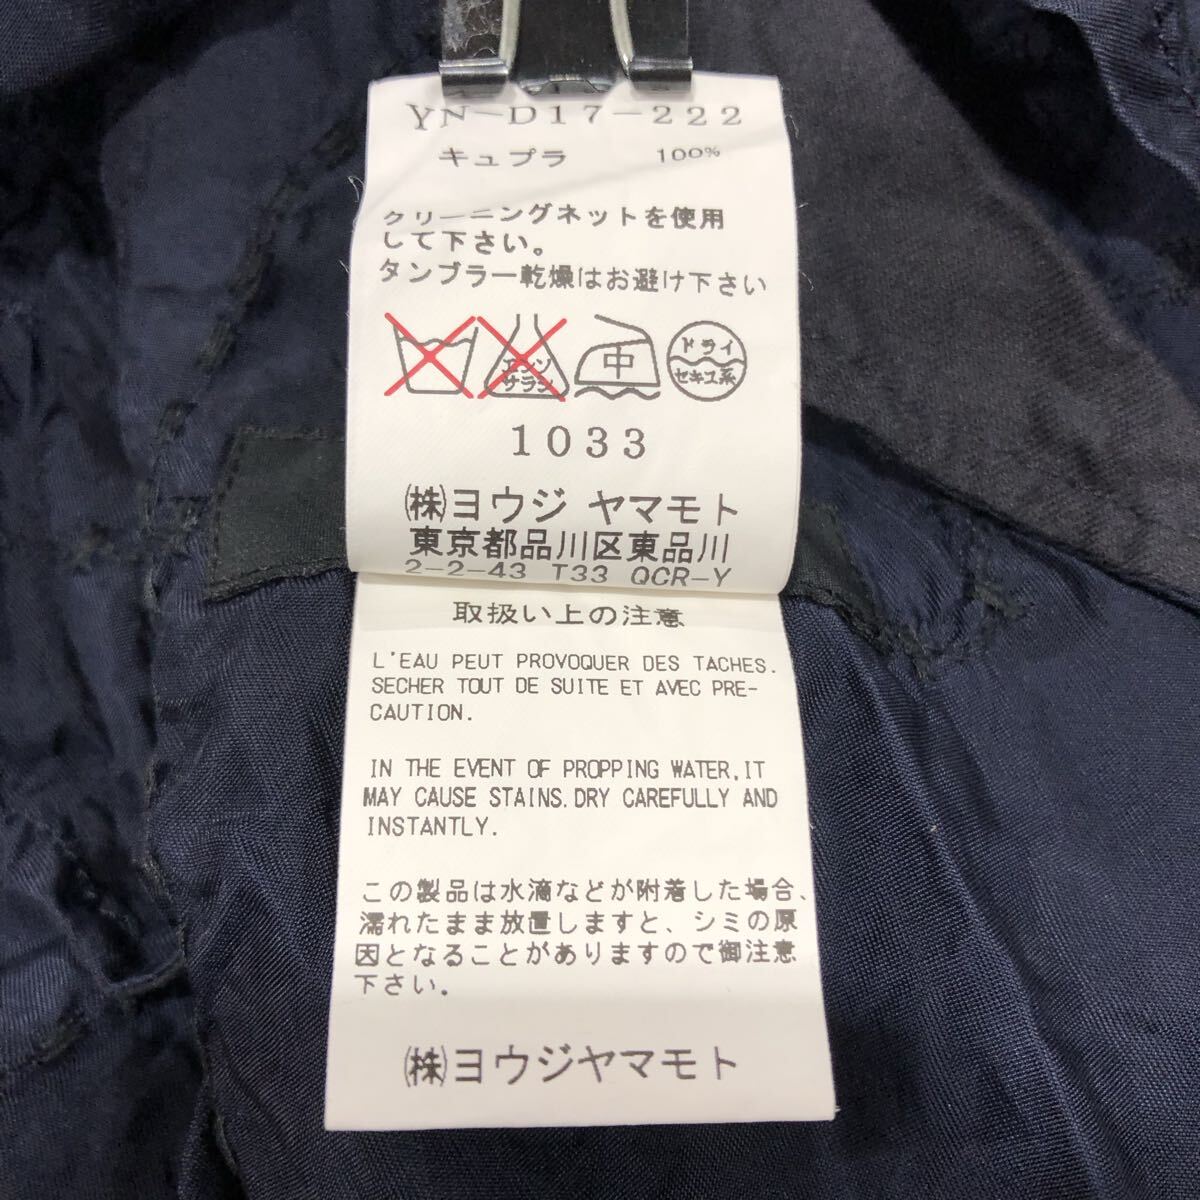 YN-D17-222
キュプラ 100%
クリーニングネットを使用
して下さい。
タンブラー乾燥はお避け下さい
エンソ
サラシ
中
ドライ
セキユ系
1033
㈱ヨウジ ヤマモト
東京都品川区東品川
2-2-43 T33 QCR-Y
取扱い上の注意
L'EAU PEUT PROVOQUER DES TACHES.
SECHER TOUT DE SUITE ET AVEC PRE-
CAUTION.
IN THE EVENT OF PROPPING WATER,IT
MAY CAUSE STAINS.DRY CAREFULLY AND
INSTANTLY.
この製品は水滴などが附着した場合、
濡れたまま放置しますと、シミの原
因となることがありますので御注意
下さい。
㈱ヨウジヤマモト